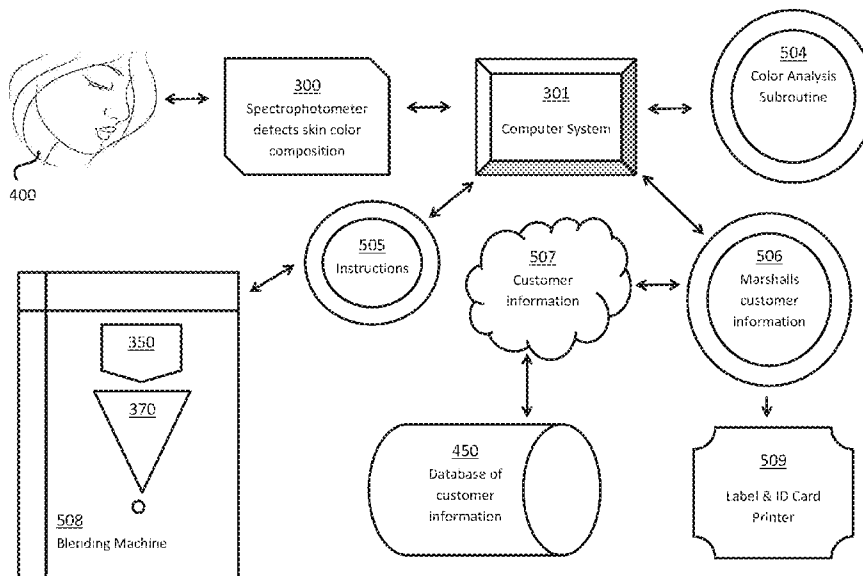 300
Spectrophotometer
detects skin color
composition
301
Computer System
504
Color Analysis
Subroutine
400
505
Instructions
507
Customer
information
506
Marshalls
customer
information
350
370
508
Blending Machine
450
Database of
customer
information
509
Label & ID Card
Printer